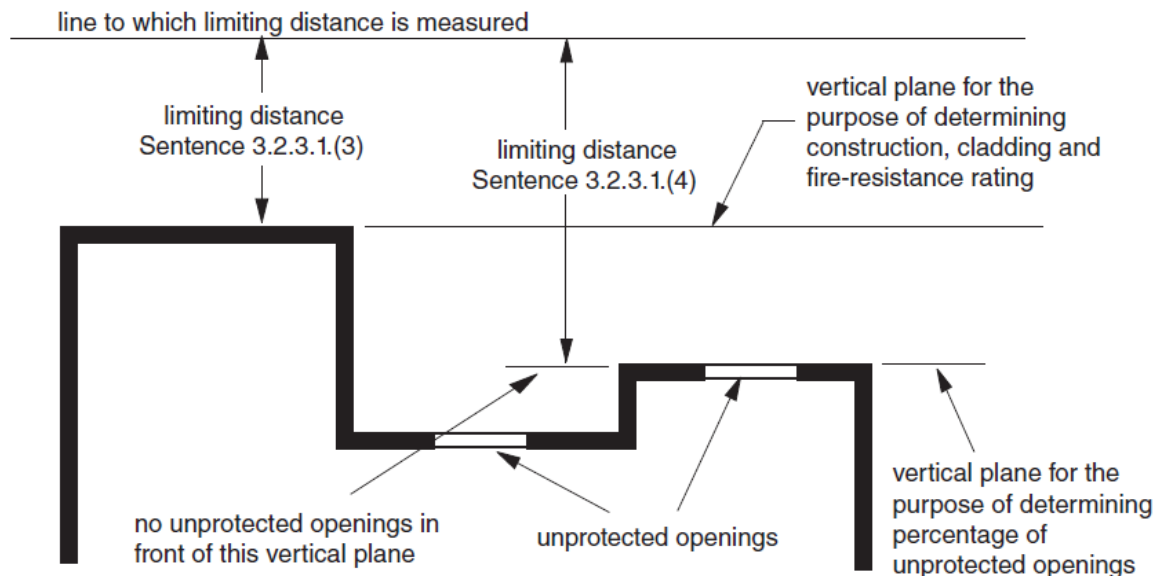 line to which limiting distance is measured
limiting distance
Sentence 3.2.3.1.(3)
limiting distance
Sentence 3.2.3.1.(4)
vertical plane for the
purpose of determining
construction, cladding and
fire-resistance rating
no unprotected openings in
front of this vertical plane
unprotected openings
vertical plane for the
purpose of determining
percentage of
unprotected openings